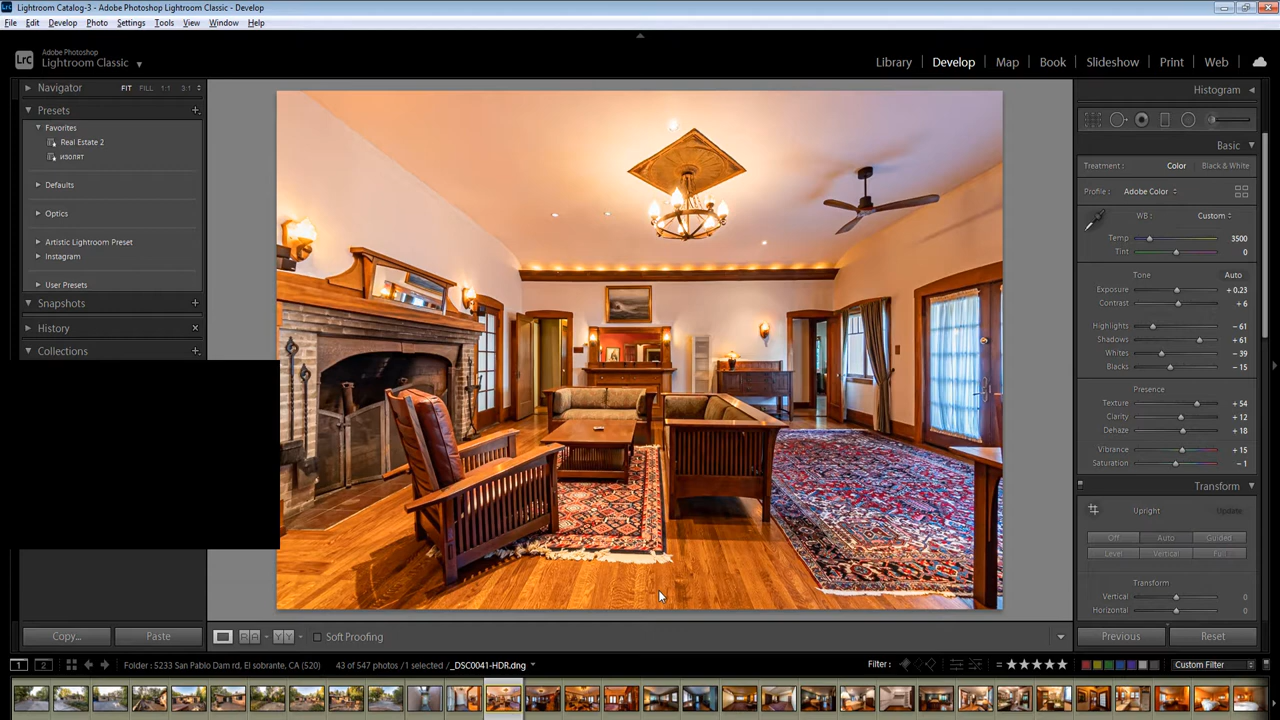 Lightroom Catalog-3 - Adobe Photoshop Lightroom Classic - Develop
File Edit Develop Photo Settings Tools View Window Help
LrC Adobe Photoshop
Lightroom Classic
Library | Develop | Map | Book | Slideshow | Print | Web
Navigator FIT FILL 1:1 3:1
Presets
Favorites
Real Estate 2
изолят
Defaults
Optics
Artistic Lightroom Preset
Instagram
User Presets
Snapshots
History
Collections
Copy... Paste
Soft Proofing
Histogram
Basic
Treatment : Color Black & White
Profile : Adobe Color
WB : Custom
Temp 3500
Tint 0
Tone Auto
Exposure + 0.23
Contrast + 6
Highlights − 61
Shadows + 61
Whites − 39
Blacks − 15
Presence
Texture + 54
Clarity + 12
Dehaze + 18
Vibrance + 15
Saturation − 1
Transform
Upright Update
Off Auto Guided
Level Vertical Full
Transform
Vertical 0
Horizontal 0
Previous Reset
1 2 Folder : 5233 San Pablo Dam rd, El sobrante, CA (520) 43 of 547 photos / 1 selected / _DSC0041-HDR.dng Filter : Custom Filter